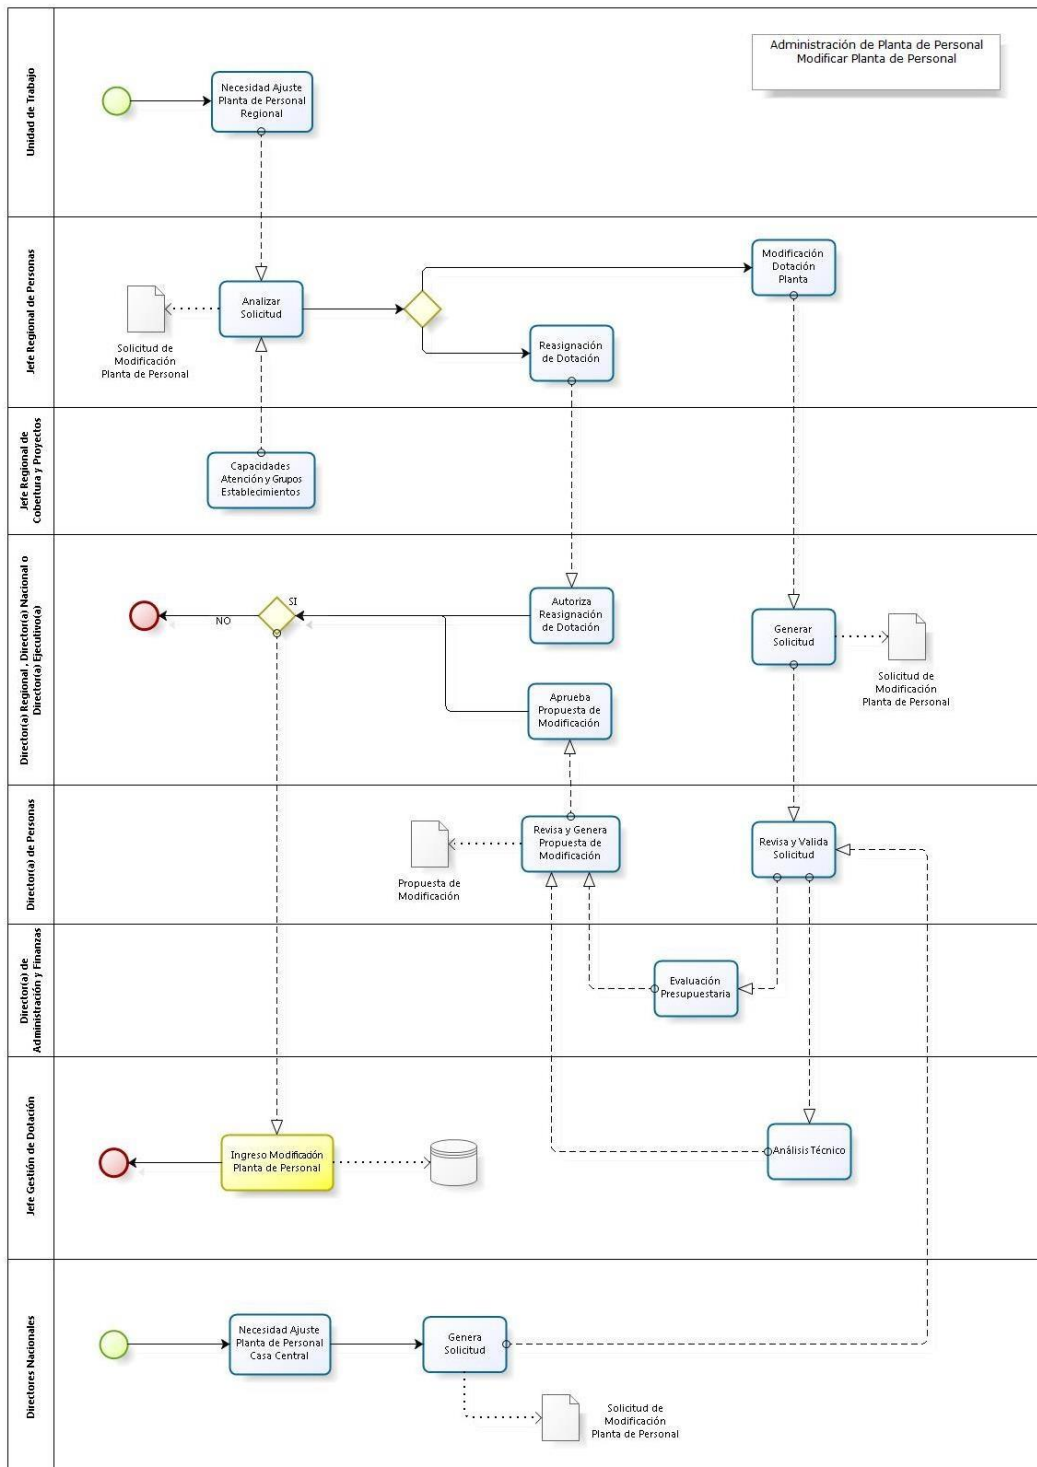 Administración de Planta de Personal
Modificar Planta de Personal
Unidad de Trabajo
Necesidad Ajuste
Planta de Personal
Regional
Jefe Regional de Personas
Analizar
Solicitud
Solicitud de
Modificación
Planta de Personal
Modificación
Dotación
Planta
Reasignación
de Dotación
Jefe Regional de
Cobertura y Proyectos
Capacidades
Atención y Grupos
Establecimientos
Director(a) Regional , Director(a) Nacional o
Director(a) Ejecutivo(a)
NO
SI
Autoriza
Reasignación
de Dotación
Generar
Solicitud
Solicitud de
Modificación
Planta de Personal
Aprueba
Propuesta de
Modificación
Director(a) de Personas
Propuesta de
Modificación
Revisa y Genera
Propuesta de
Modificación
Revisa y Valida
Solicitud
Director(a) de
Administración y Finanzas
Evaluación
Presupuestaria
Jefe Gestión de Dotación
Ingreso Modificación
Planta de Personal
Análisis Técnico
Directores Nacionales
Necesidad Ajuste
Planta de Personal
Casa Central
Genera
Solicitud
Solicitud de
Modificación
Planta de Personal